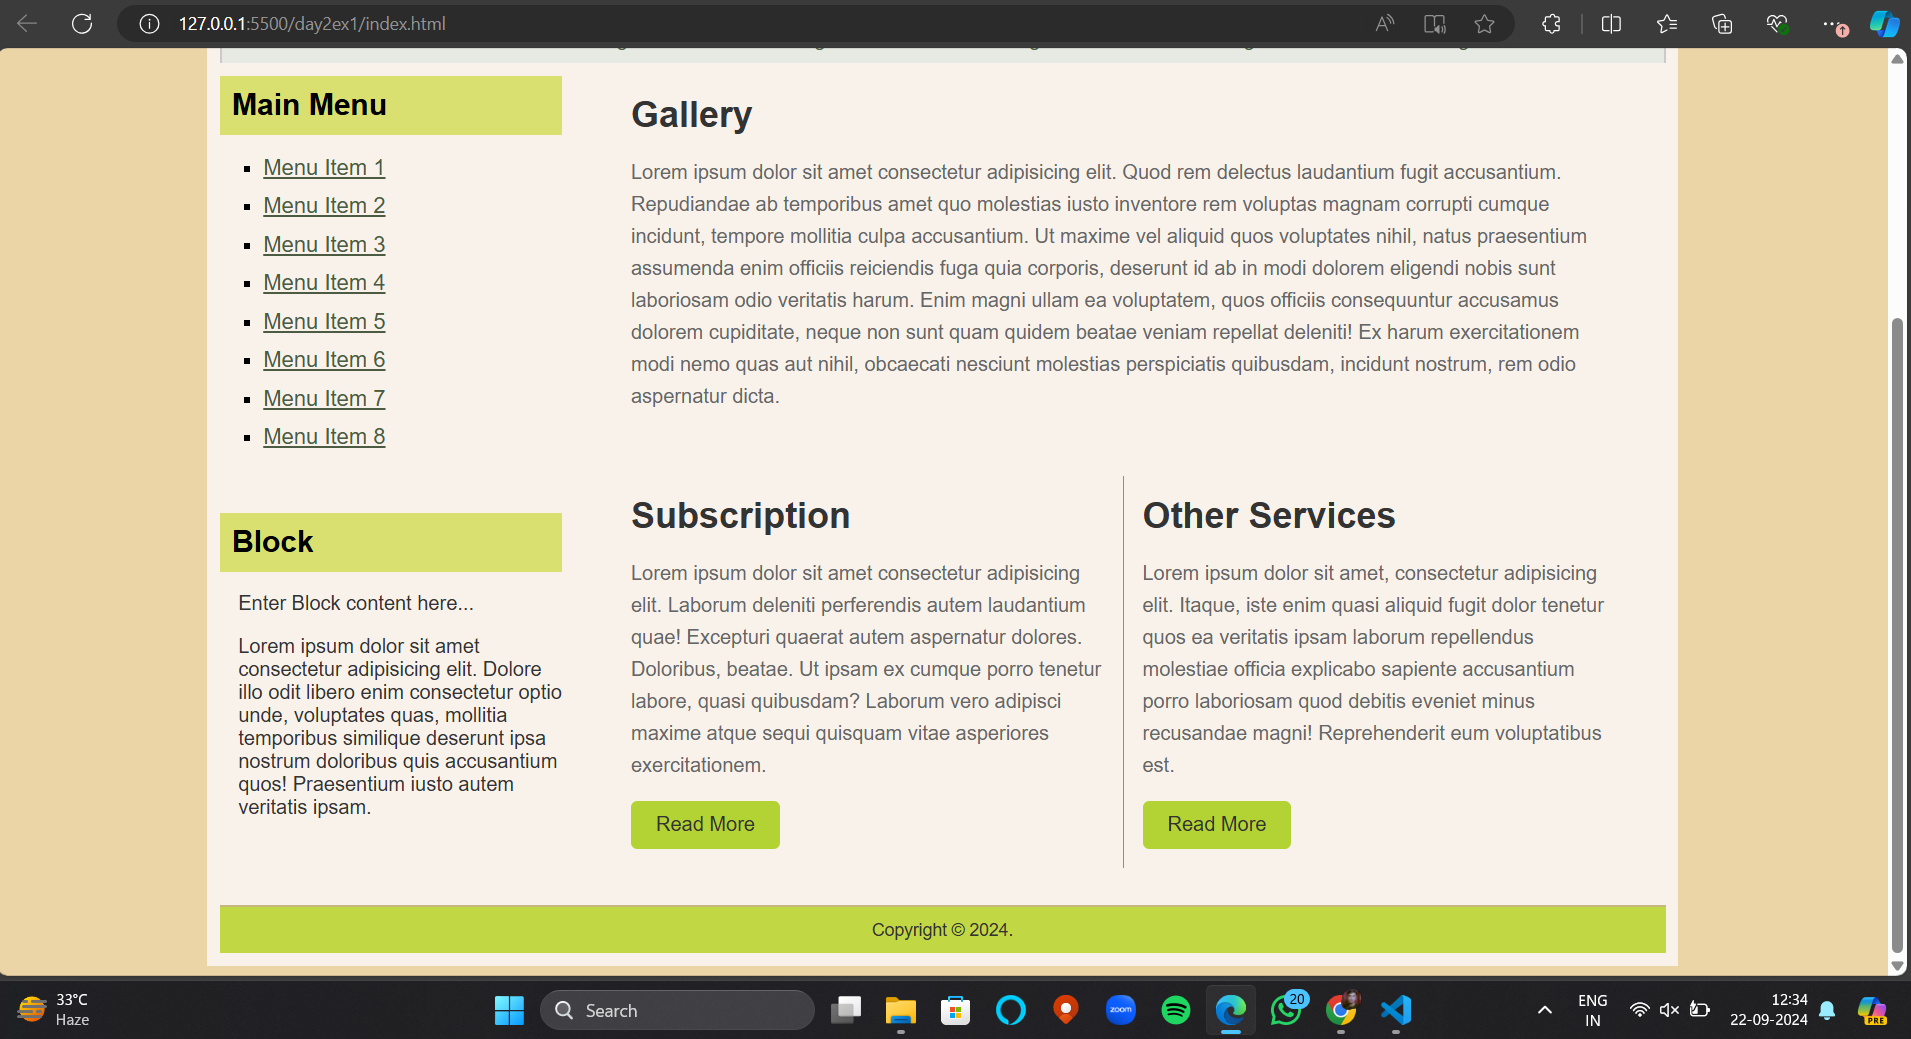 127.0.0.1:5500/day2ex1/index.html
Main Menu
Menu Item 1
Menu Item 2
Menu Item 3
Menu Item 4
Menu Item 5
Menu Item 6
Menu Item 7
Menu Item 8
Block
Enter Block content here...
Lorem ipsum dolor sit amet
consectetur adipisicing elit. Dolore
illo odit libero enim consectetur optio
unde, voluptates quas, mollitia
temporibus similique deserunt ipsa
nostrum doloribus quis accusantium
quos! Praesentium iusto autem
veritatis ipsam.
Gallery
Lorem ipsum dolor sit amet consectetur adipisicing elit. Quod rem delectus laudantium fugit accusantium.
Repudiandae ab temporibus amet quo molestias iusto inventore rem voluptas magnam corrupti cumque
incidunt, tempore mollitia culpa accusantium. Ut maxime vel aliquid quos voluptates nihil, natus praesentium
assumenda enim officiis reiciendis fuga quia corporis, deserunt id ab in modi dolorem eligendi nobis sunt
laboriosam odio veritatis harum. Enim magni ullam ea voluptatem, quos officiis consequuntur accusamus
dolorem cupiditate, neque non sunt quam quidem beatae veniam repellat deleniti! Ex harum exercitationem
modi nemo quas aut nihil, obcaecati nesciunt molestias perspiciatis quibusdam, incidunt nostrum, rem odio
aspernatur dicta.
Subscription
Lorem ipsum dolor sit amet consectetur adipisicing
elit. Laborum deleniti perferendis autem laudantium
quae! Excepturi quaerat autem aspernatur dolores.
Doloribus, beatae. Ut ipsam ex cumque porro tenetur
labore, quasi quibusdam? Laborum vero adipisci
maxime atque sequi quisquam vitae asperiores
exercitationem.
Read More
Other Services
Lorem ipsum dolor sit amet, consectetur adipisicing
elit. Itaque, iste enim quasi aliquid fugit dolor tenetur
quos ea veritatis ipsam laborum repellendus
molestiae officia explicabo sapiente accusantium
porro laboriosam quod debitis eveniet minus
recusandae magni! Reprehenderit eum voluptatibus
est.
Read More
Copyright © 2024.
33°C
Haze
Search
zoom
20
ENG
IN
12:34
22-09-2024
PRE